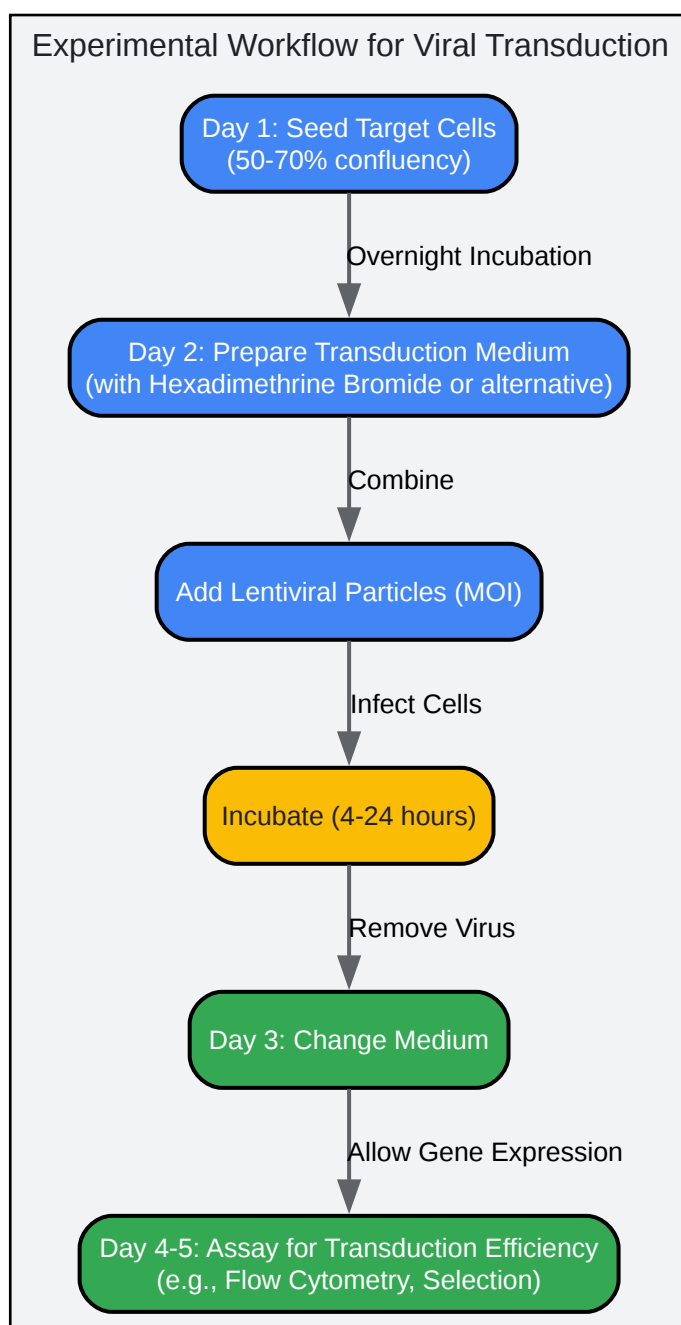 Experimental Workflow for Viral Transduction
Day 1: Seed Target Cells
(50-70% confluency)
Overnight Incubation
Day 2: Prepare Transduction Medium
(with Hexadimethrine Bromide or alternative)
Combine
Add Lentiviral Particles (MOI)
Infect Cells
Incubate (4-24 hours)
Remove Virus
Day 3: Change Medium
Allow Gene Expression
Day 4-5: Assay for Transduction Efficiency
(e.g., Flow Cytometry, Selection)